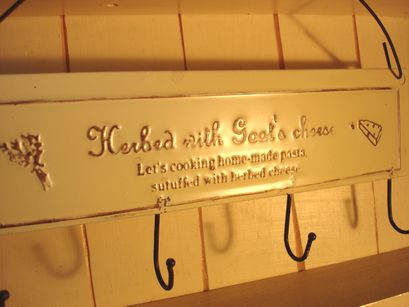 Herbed with Goat's cheese
Let's cooking home-made pasta
sutuffed with herbed cheese